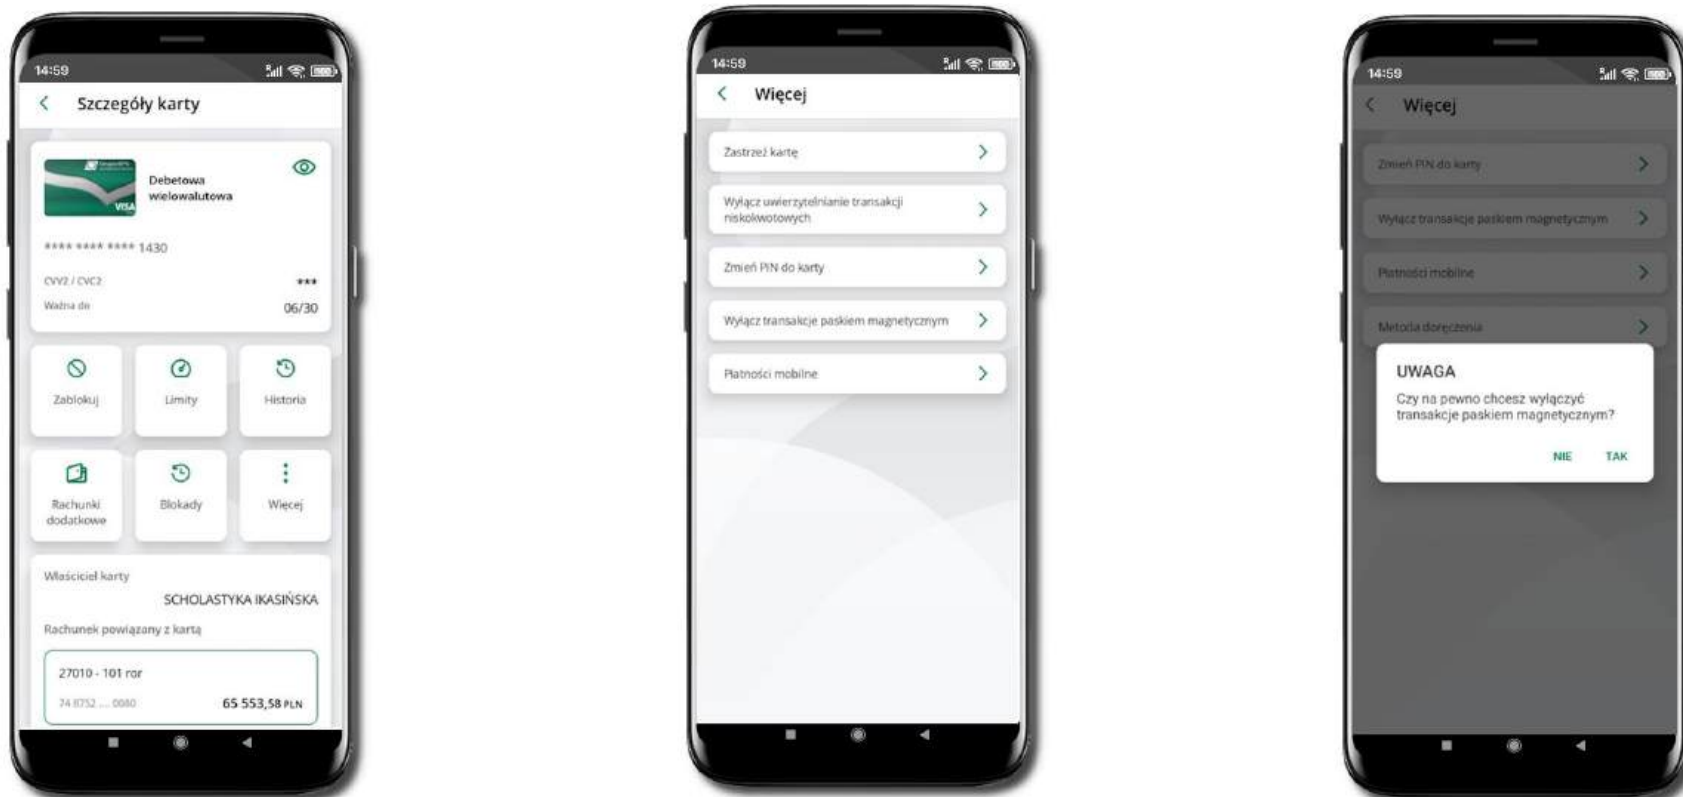 14:59
Szczegóły karty
Debetowa
wielowalutowa
VISA
**** **** **** 1430
CVV2 / CVC2 ***
Ważna do 06/30
Zablokuj Limity Historia
Rachunki
dodatkowe Blokady Więcej
Właściciel karty
SCHOLASTYKA IKASIŃSKA
Rachunek powiązany z kartą
27010 - 101 ror
74 8752 .... 0080 65 553,58 PLN
14:59
Więcej
Zastrzeż kartę
Wyłącz uwierzytelnianie transakcji
niskokwotowych
Zmień PIN do karty
Wyłącz transakcje paskiem magnetycznym
Płatności mobilne
14:59
Więcej
Zmień PIN do karty
Wyłącz transakcje paskiem magnetycznym
Płatności mobilne
Metoda doręczenia
UWAGA
Czy na pewno chcesz wyłączyć
transakcje paskiem magnetycznym?
NIE TAK